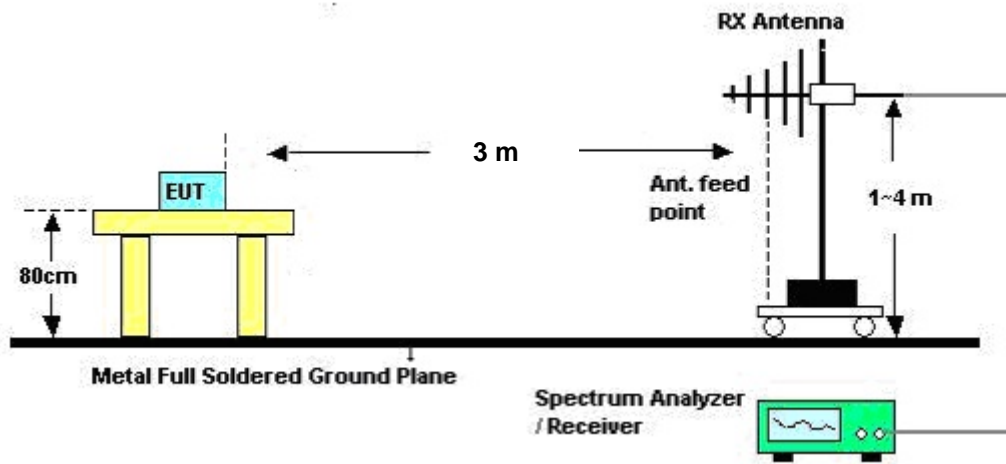 RX Antenna
3 m
Ant. feed
point
1~4 m
EUT
80cm
Metal Full Soldered Ground Plane
Spectrum Analyzer
/ Receiver